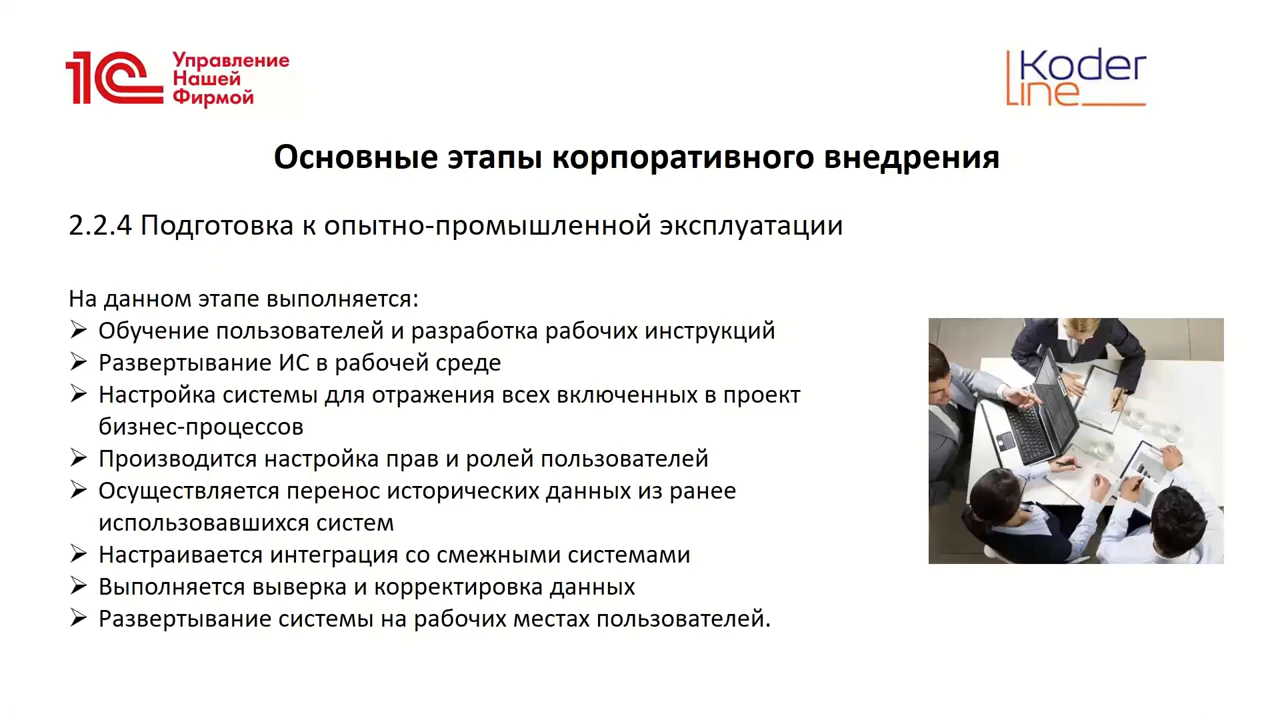 1С Управление
Нашей
Фирмой
Koder
Line
Основные этапы корпоративного внедрения
2.2.4 Подготовка к опытно-промышленной эксплуатации
На данном этапе выполняется:
➢ Обучение пользователей и разработка рабочих инструкций
➢ Развертывание ИС в рабочей среде
➢ Настройка системы для отражения всех включенных в проект
бизнес-процессов
➢ Производится настройка прав и ролей пользователей
➢ Осуществляется перенос исторических данных из ранее
использовавшихся систем
➢ Настраивается интеграция со смежными системами
➢ Выполняется выверка и корректировка данных
➢ Развертывание системы на рабочих местах пользователей.